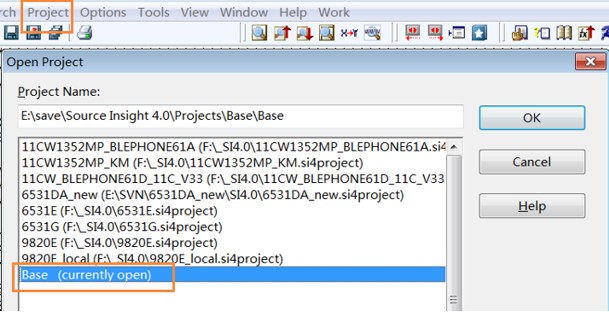 rch Project Options Tools View Window Help Work
Open Project
Project Name:
E:\save\Source Insight 4.0\Projects\Base\Base
OK
11CW1352MP_BLEPHONE61A (F:\_SI4.0\11CW1352MP_BLEPHONE61A.si4
11CW1352MP_KM (F:\_SI4.0\11CW1352MP_KM.si4project)
Cancel
11CW_BLEPHONE61D_11C_V33 (F:\_SI4.0\11CW_BLEPHONE61D_11C_V33
6531DA_new (E:\SVN\6531DA_new\SI4.0\6531DA_new.si4project)
6531E (F:\_SI4.0\6531E.si4project)
Help
6531G (F:\_SI4.0\6531G.si4project)
9820E (F:\_SI4.0\9820E.si4project)
9820E_local (F:\_SI4.0\9820E_local.si4project)
Base (currently open)